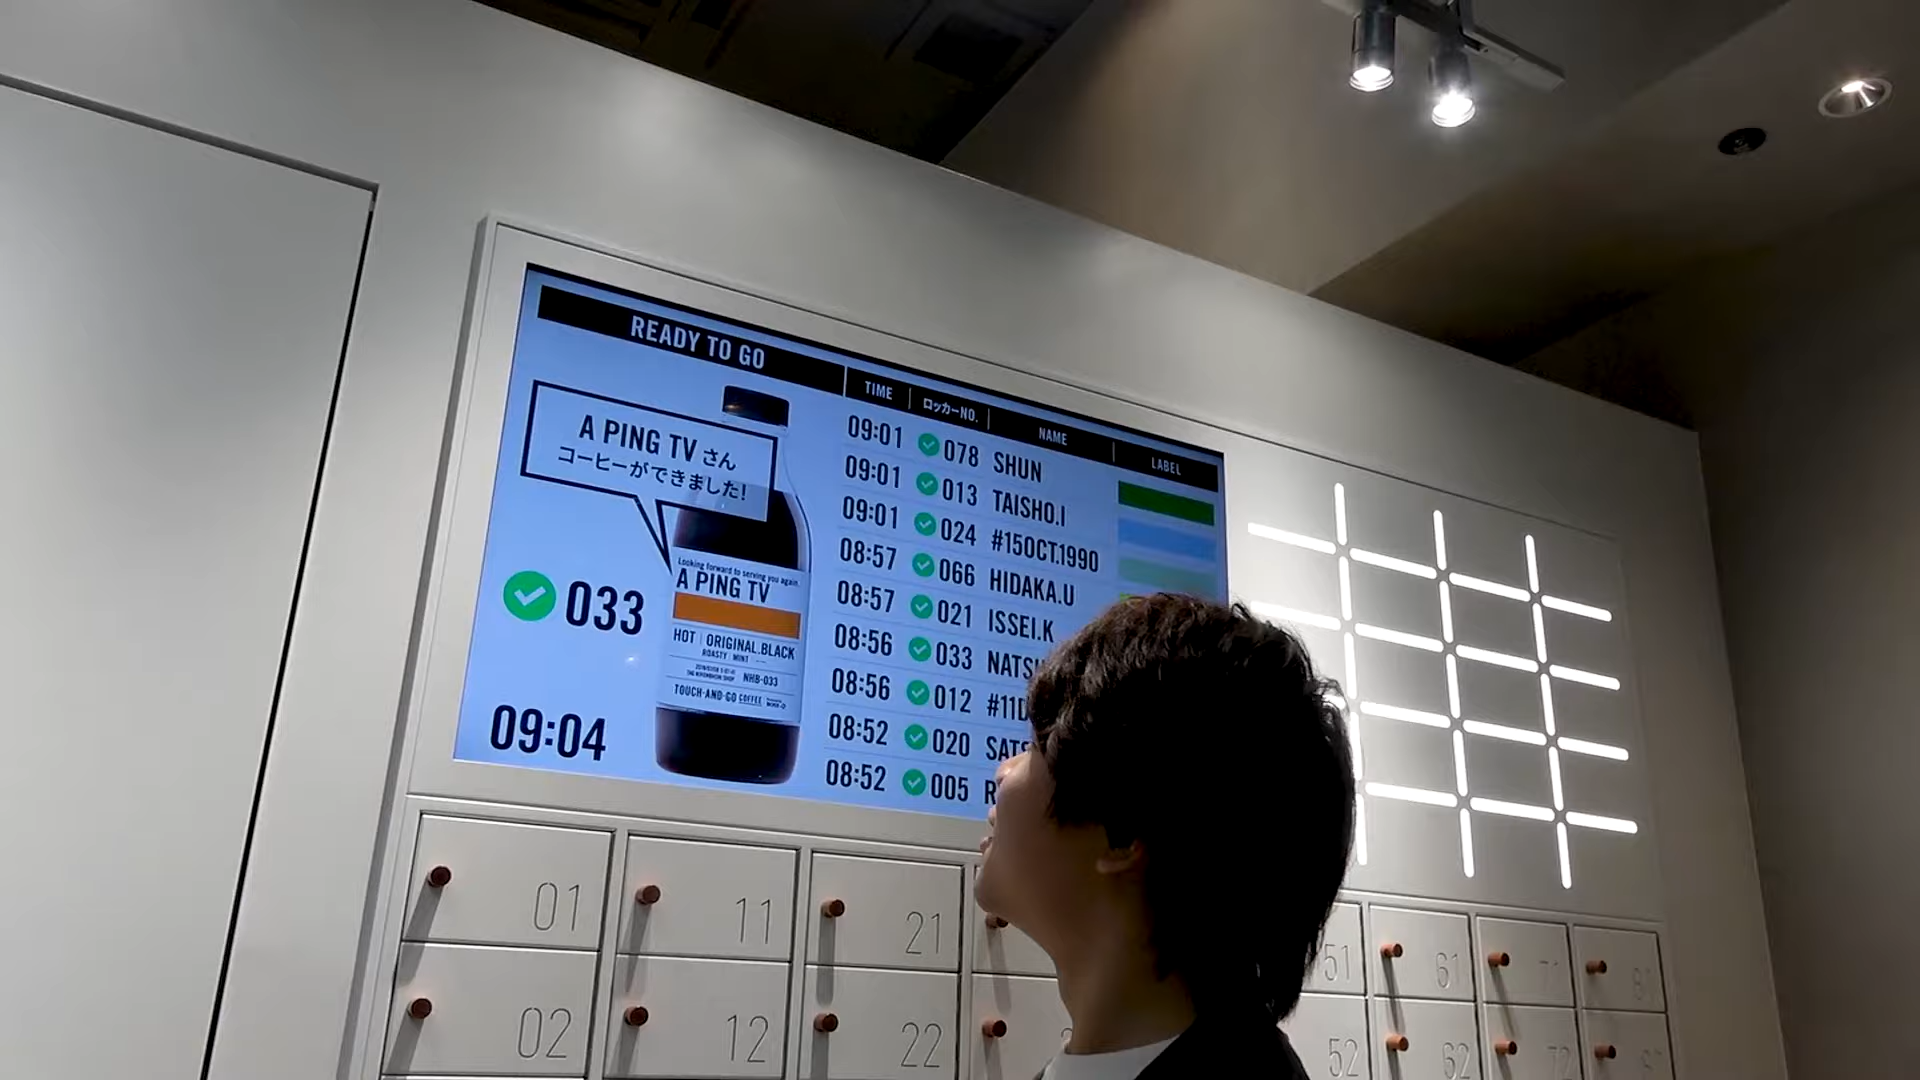 READY TO GO
A PING TV さん
コーヒーができました!
033
09:04
Looking forward to serving you again.
A PING TV
HOT | ORIGINAL.BLACK
ROASTY | MINT
NHB-033
TOUCH-AND-GO COFFEE
TIME | ロッカーNO. | NAME | LABEL
09:01 078 SHUN
09:01 013 TAISHO.I
09:01 024 #15OCT.1990
08:57 066 HIDAKA.U
08:57 021 ISSEI.K
08:56 033
08:56 012
08:52 020
08:52 005
01 11 21 51 61 71
02 12 22 52 62 72